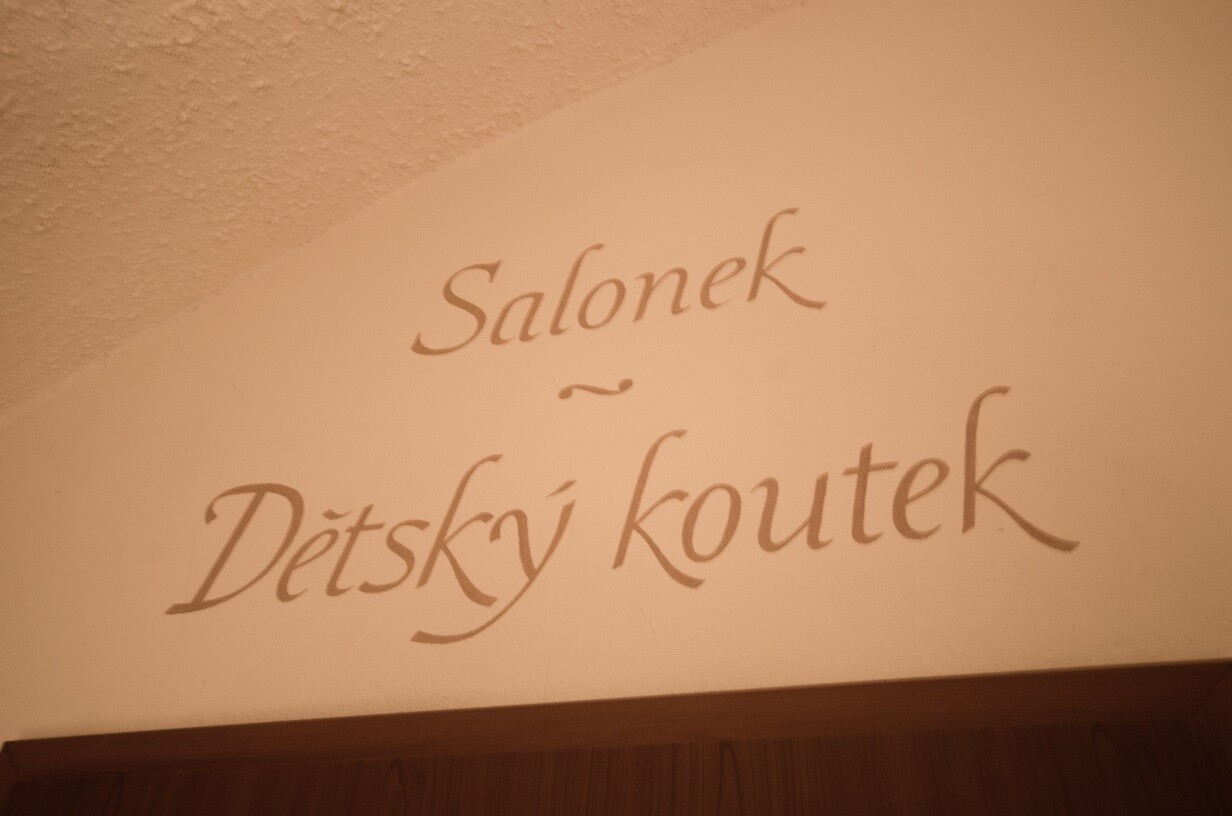 Salonek
~
Dětský koutek